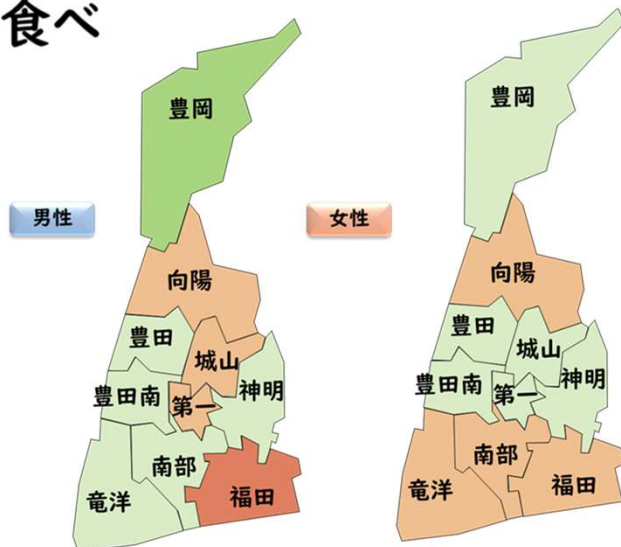 食べ
男性
豊岡
向陽
豊田
城山
豊田南
第一
神明
南部
竜洋
福田
女性
豊岡
向陽
豊田
城山
豊田南
第一
神明
南部
竜洋
福田